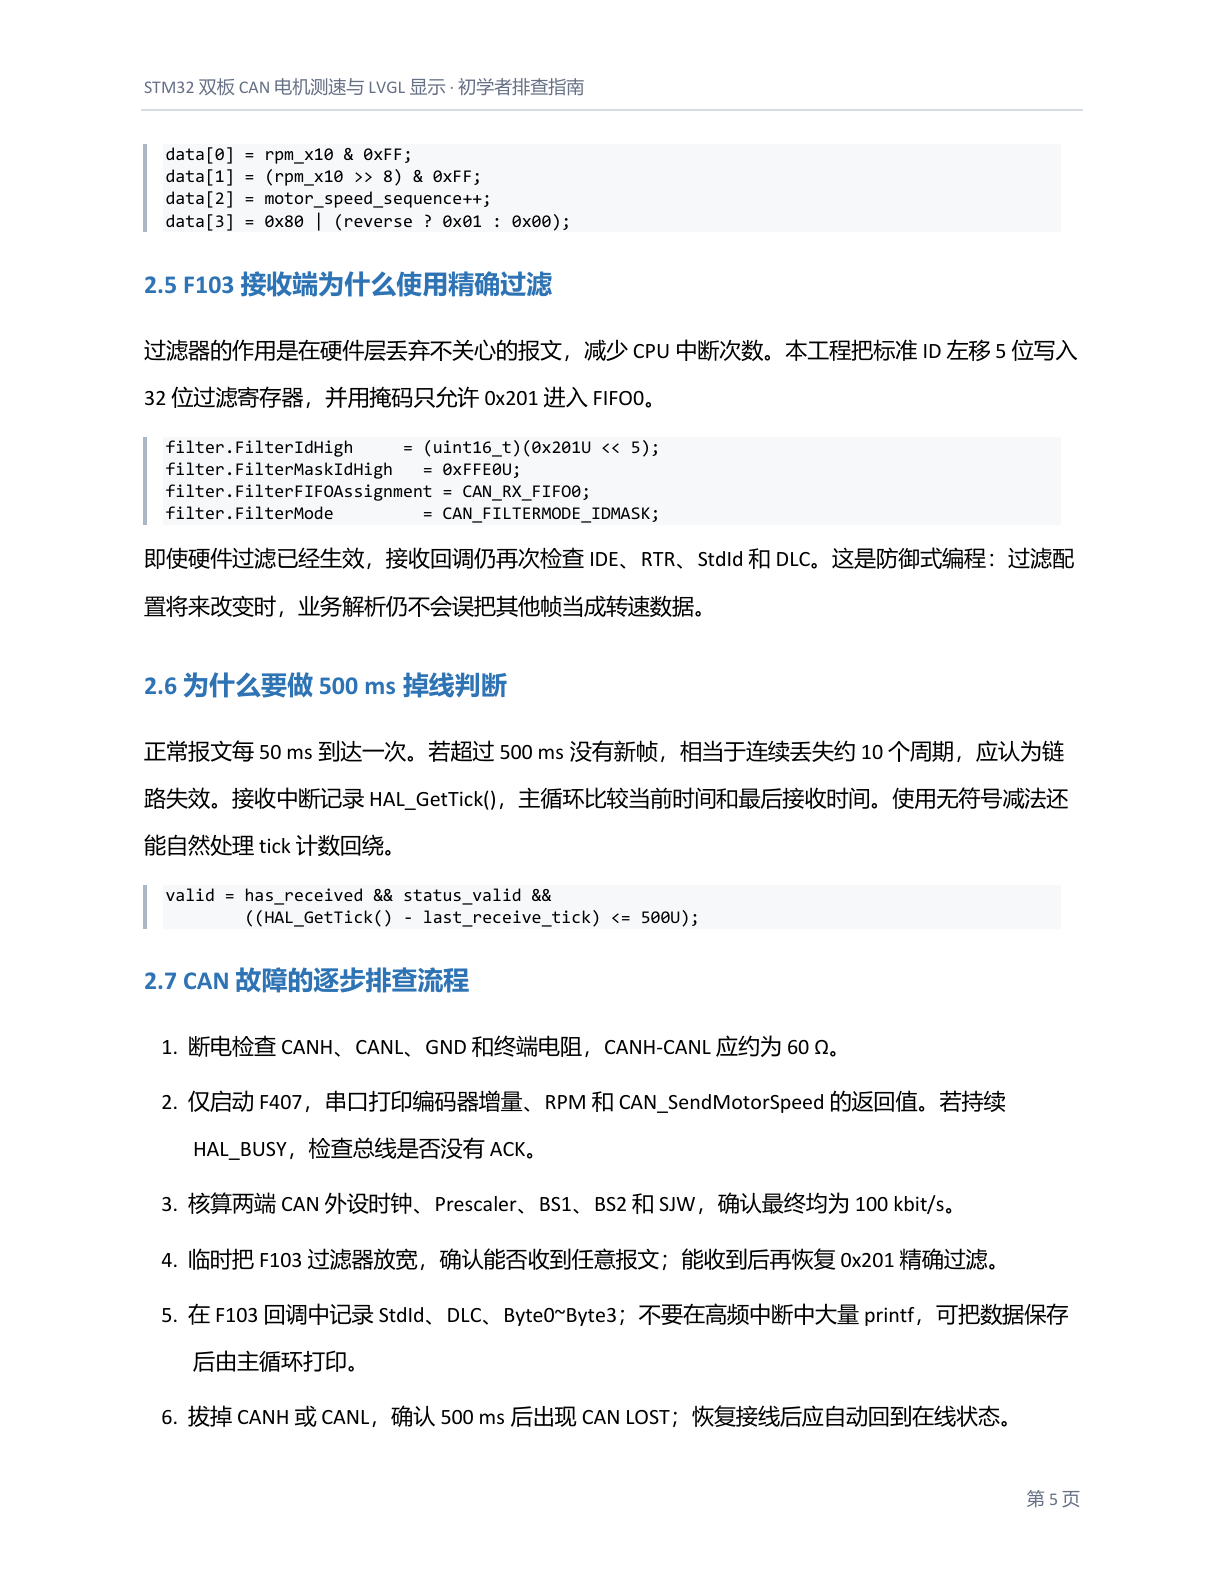 STM32 双板 CAN 电机测速与 LVGL 显示 · 初学者排查指南
data[0] = rpm_x10 & 0xFF;
data[1] = (rpm_x10 >> 8) & 0xFF;
data[2] = motor_speed_sequence++;
data[3] = 0x80 | (reverse ? 0x01 : 0x00);
2.5 F103 接收端为什么使用精确过滤
过滤器的作用是在硬件层丢弃不关心的报文，减少 CPU 中断次数。本工程把标准 ID 左移 5 位写入
32 位过滤寄存器，并用掩码只允许 0x201 进入 FIFO0。
filter.FilterIdHigh     = (uint16_t)(0x201U << 5);
filter.FilterMaskIdHigh   = 0xFFE0U;
filter.FilterFIFOAssignment = CAN_RX_FIFO0;
filter.FilterMode         = CAN_FILTERMODE_IDMASK;
即使硬件过滤已经生效，接收回调仍再次检查 IDE、RTR、StdId 和 DLC。这是防御式编程：过滤配
置将来改变时，业务解析仍不会误把其他帧当成转速数据。
2.6 为什么要做 500 ms 掉线判断
正常报文每 50 ms 到达一次。若超过 500 ms 没有新帧，相当于连续丢失约 10 个周期，应认为链
路失效。接收中断记录 HAL_GetTick()，主循环比较当前时间和最后接收时间。使用无符号减法还
能自然处理 tick 计数回绕。
valid = has_received && status_valid &&
        ((HAL_GetTick() - last_receive_tick) <= 500U);
2.7 CAN 故障的逐步排查流程
1. 断电检查 CANH、CANL、GND 和终端电阻，CANH-CANL 应约为 60 Ω。
2. 仅启动 F407，串口打印编码器增量、RPM 和 CAN_SendMotorSpeed 的返回值。若持续
HAL_BUSY，检查总线是否没有 ACK。
3. 核算两端 CAN 外设时钟、Prescaler、BS1、BS2 和 SJW，确认最终均为 100 kbit/s。
4. 临时把 F103 过滤器放宽，确认能否收到任意报文；能收到后再恢复 0x201 精确过滤。
5. 在 F103 回调中记录 StdId、DLC、Byte0~Byte3；不要在高频中断中大量 printf，可把数据保存
后由主循环打印。
6. 拔掉 CANH 或 CANL，确认 500 ms 后出现 CAN LOST；恢复接线后应自动回到在线状态。
第 5 页